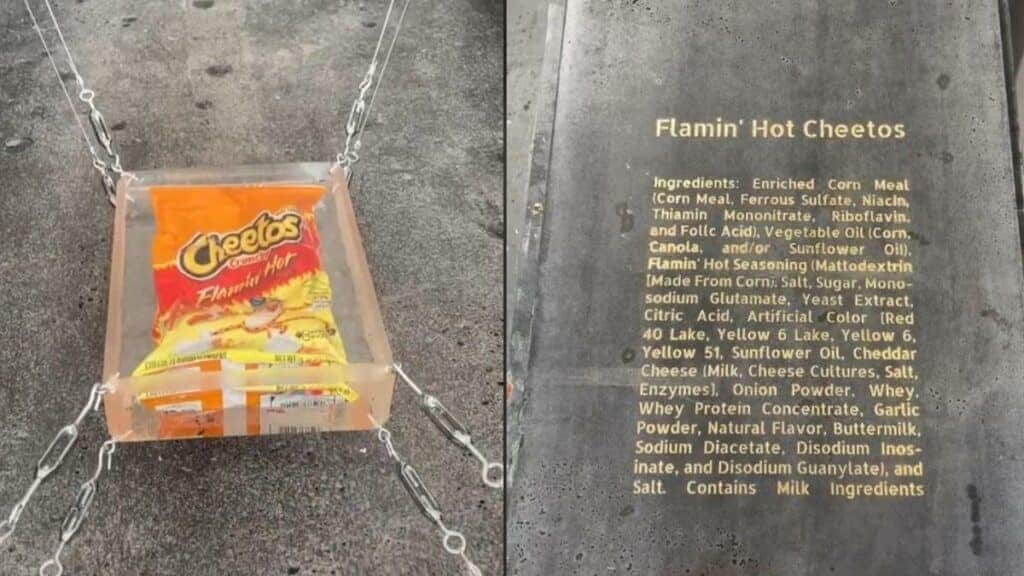 Cheetos
Crunchy
Flamin' Hot
Flamin' Hot Cheetos
Ingredients: Enriched Corn Meal
(Corn Meal, Ferrous Sulfate, Niacin,
Thiamin Mononitrate, Riboflavin,
and Folic Acid), Vegetable Oil (Corn,
Canola, and/or Sunflower Oil),
Flamin' Hot Seasoning (Maltodextrin
[Made From Corn], Salt, Sugar, Mono-
sodium Glutamate, Yeast Extract,
Citric Acid, Artificial Color [Red
40 Lake, Yellow 6 Lake, Yellow 6,
Yellow 5], Sunflower Oil, Cheddar
Cheese [Milk, Cheese Cultures, Salt,
Enzymes], Onion Powder, Whey,
Whey Protein Concentrate, Garlic
Powder, Natural Flavor, Buttermilk,
Sodium Diacetate, Disodium Inos-
inate, and Disodium Guanylate), and
Salt. Contains Milk Ingredients